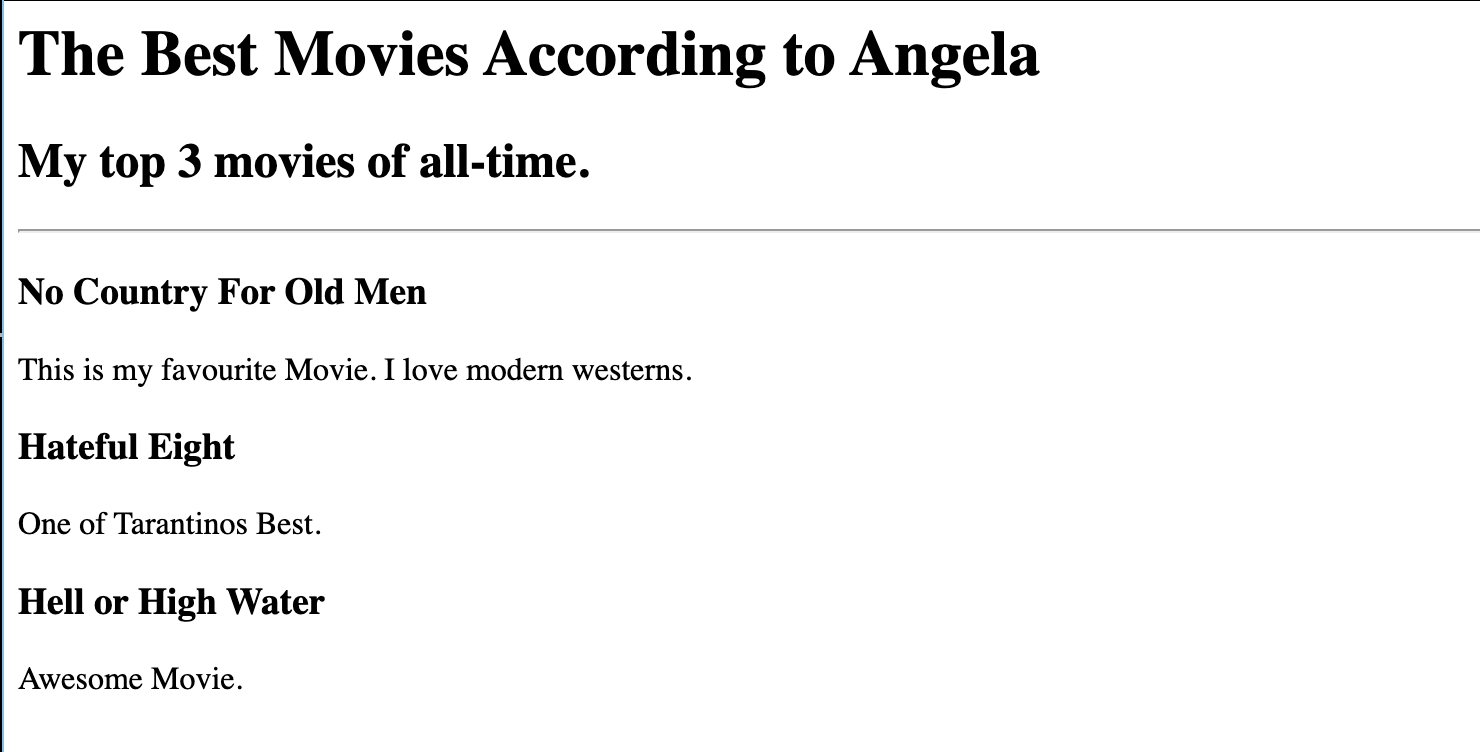 The Best Movies According to Angela
My top 3 movies of all-time.
No Country For Old Men
This is my favourite Movie. I love modern westerns.
Hateful Eight
One of Tarantinos Best.
Hell or High Water
Awesome Movie.